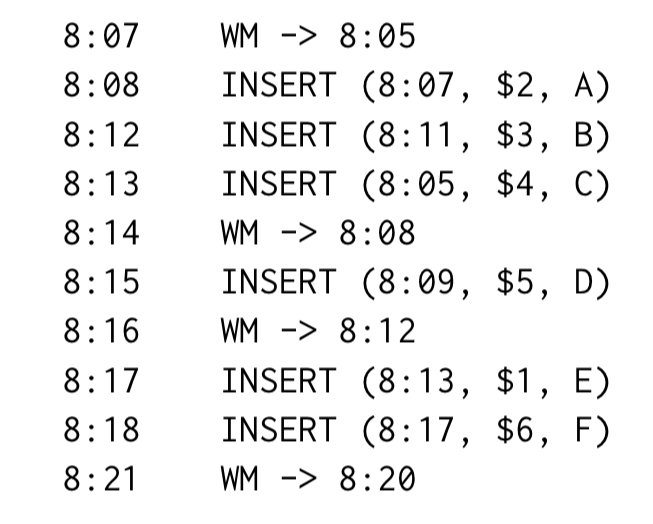 8:07 WM -> 8:05
8:08 INSERT (8:07, $2, A)
8:12 INSERT (8:11, $3, B)
8:13 INSERT (8:05, $4, C)
8:14 WM -> 8:08
8:15 INSERT (8:09, $5, D)
8:16 WM -> 8:12
8:17 INSERT (8:13, $1, E)
8:18 INSERT (8:17, $6, F)
8:21 WM -> 8:20